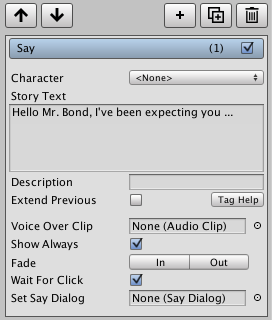 Say (1)
Character <None>
Story Text
Hello Mr. Bond, I've been expecting you ...
Description
Extend Previous Tag Help
Voice Over Clip None (Audio Clip)
Show Always
Fade In Out
Wait For Click
Set Say Dialog None (Say Dialog)